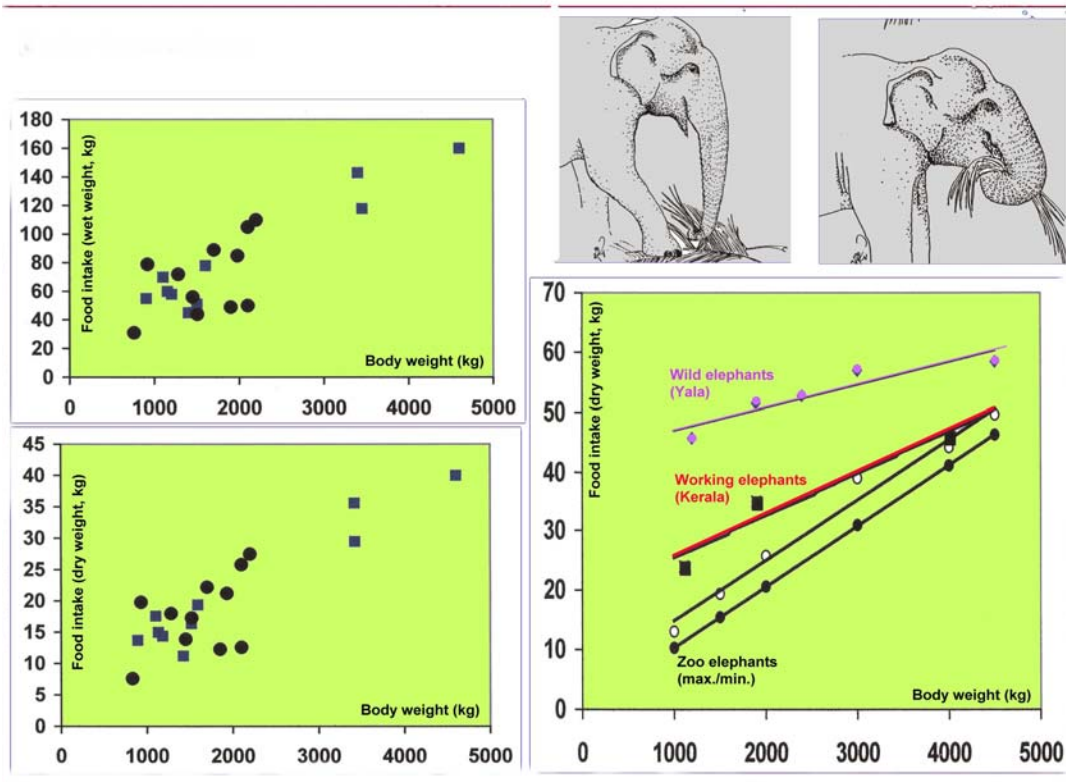 180
160
140
120
100
80
60
40
20
0
Food intake (wet weight, kg)
Body weight (kg)
0 1000 2000 3000 4000 5000
45
40
35
30
25
20
15
10
5
0
Food intake (dry weight, kg)
Body weight (kg)
0 1000 2000 3000 4000 5000
70
60
50
40
30
20
10
0
Food intake (dry weight, kg)
Wild elephants
(Yala)
Working elephants
(Kerala)
Zoo elephants
(max./min.)
Body weight (kg)
0 1000 2000 3000 4000 5000